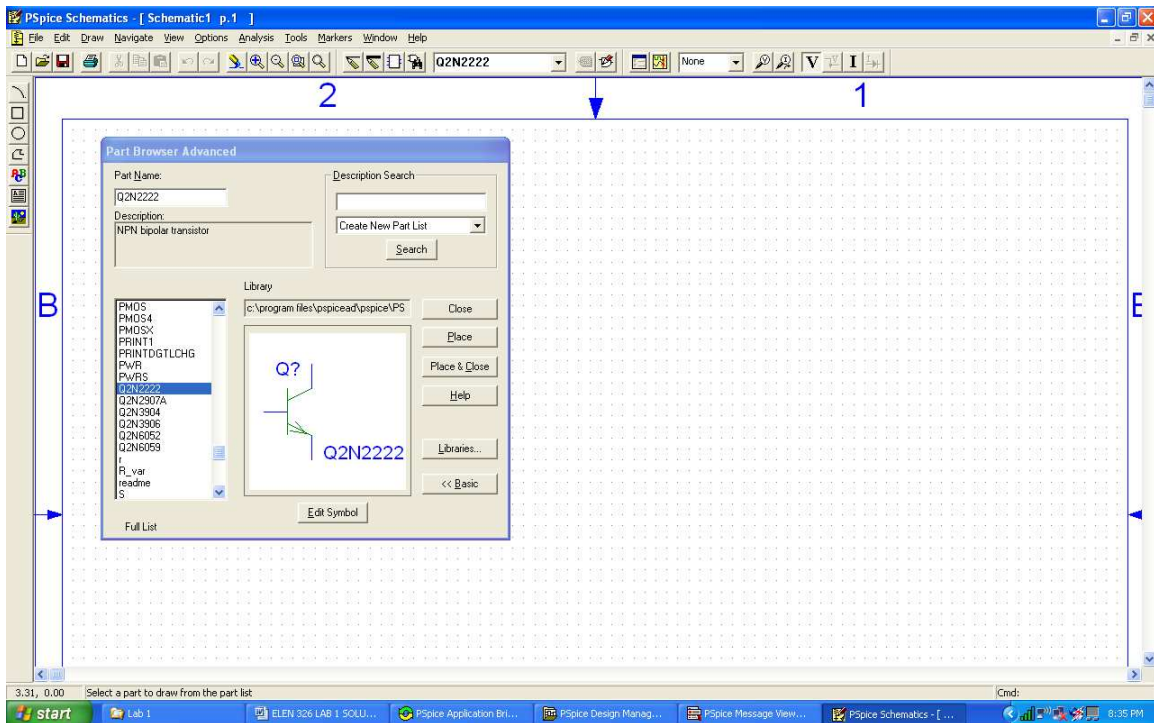 PSpice Schematics - [ Schematic1 p.1 ]
File Edit Draw Navigate View Options Analysis Tools Markers Window Help
Q2N2222 None V I
2 1
Part Browser Advanced
Part Name:
Q2N2222
Description:
NPN bipolar transistor
Description Search
Create New Part List
Search
Library
c:\program files\pspicead\pspice\PS
PMOS
PMOS4
PMOSX
PRINT1
PRINTDGTLCHG
PWR
PWRS
Q2N2222
Q2N2907A
Q2N3904
Q2N3906
Q2N6052
Q2N6059
r
R_var
readme
S
Full List
Q?
Q2N2222
Edit Symbol
Close
Place
Place & Close
Help
Libraries...
<< Basic
B
3.31, 0.00 Select a part to draw from the part list Cmd:
start Lab 1 ELEN 326 LAB 1 SOLU... PSpice Application Bri... PSpice Design Manag... PSpice Message View... PSpice Schematics - [ ... 8:35 PM